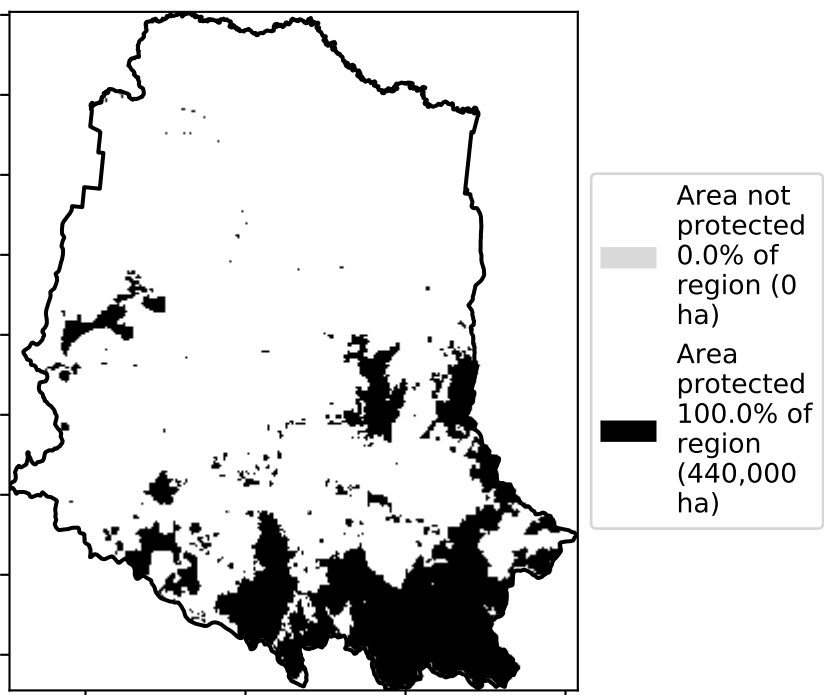 Area not
protected
0.0% of
region (0
ha)
Area
protected
100.0% of
region
(440,000
ha)